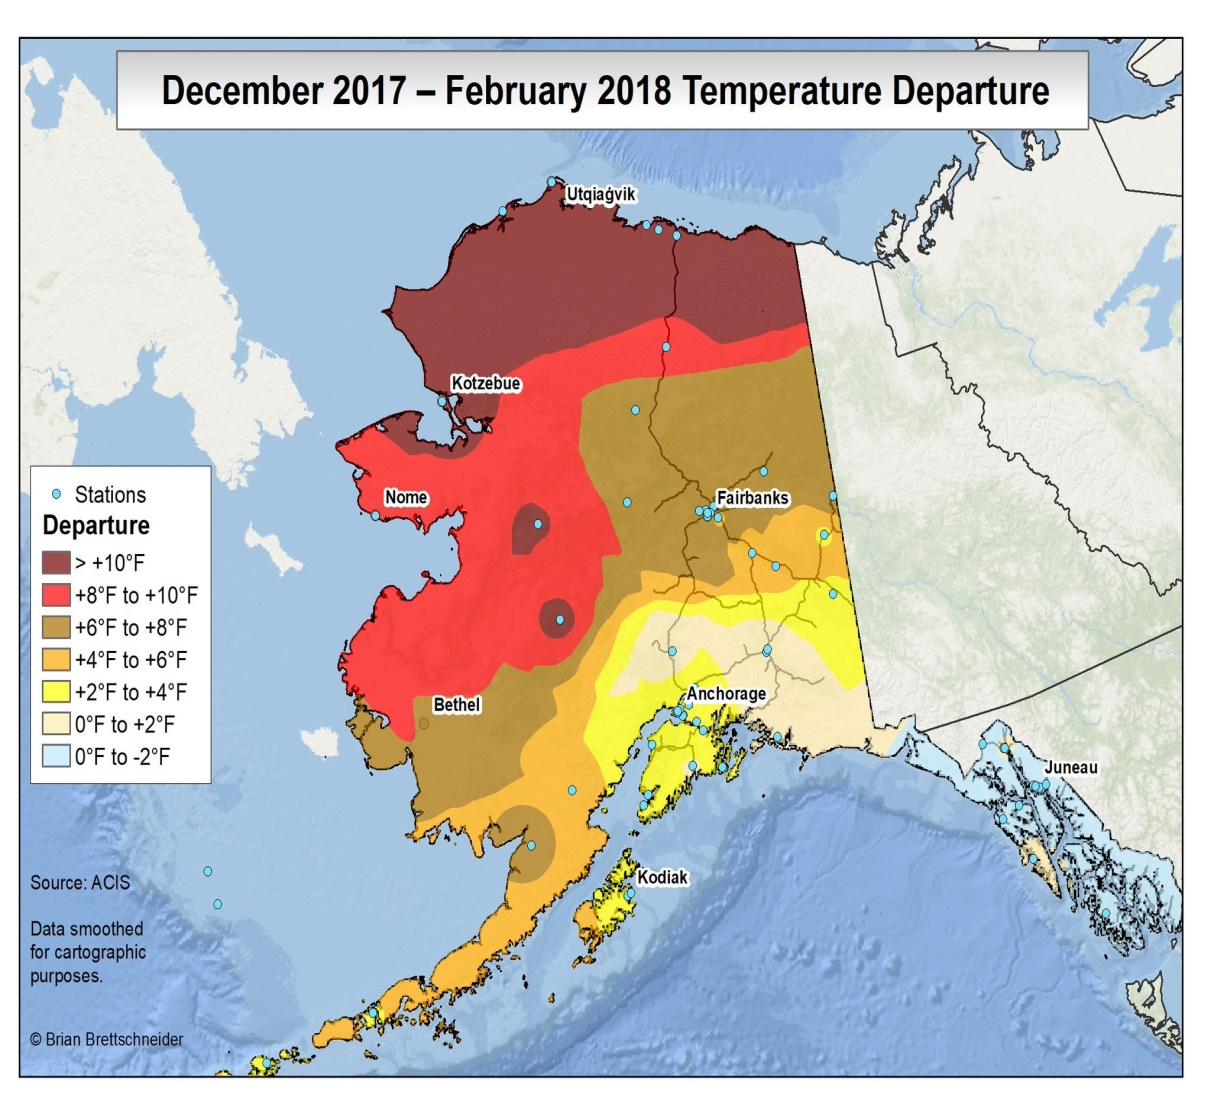 December 2017 – February 2018 Temperature Departure
Utqiaġvik
Kotzebue
Nome
Fairbanks
Stations
Departure
> +10°F
+8°F to +10°F
+6°F to +8°F
+4°F to +6°F
+2°F to +4°F
0°F to +2°F
0°F to -2°F
Bethel
Anchorage
Juneau
Kodiak
Source: ACIS
Data smoothed
for cartographic
purposes.
© Brian Brettschneider